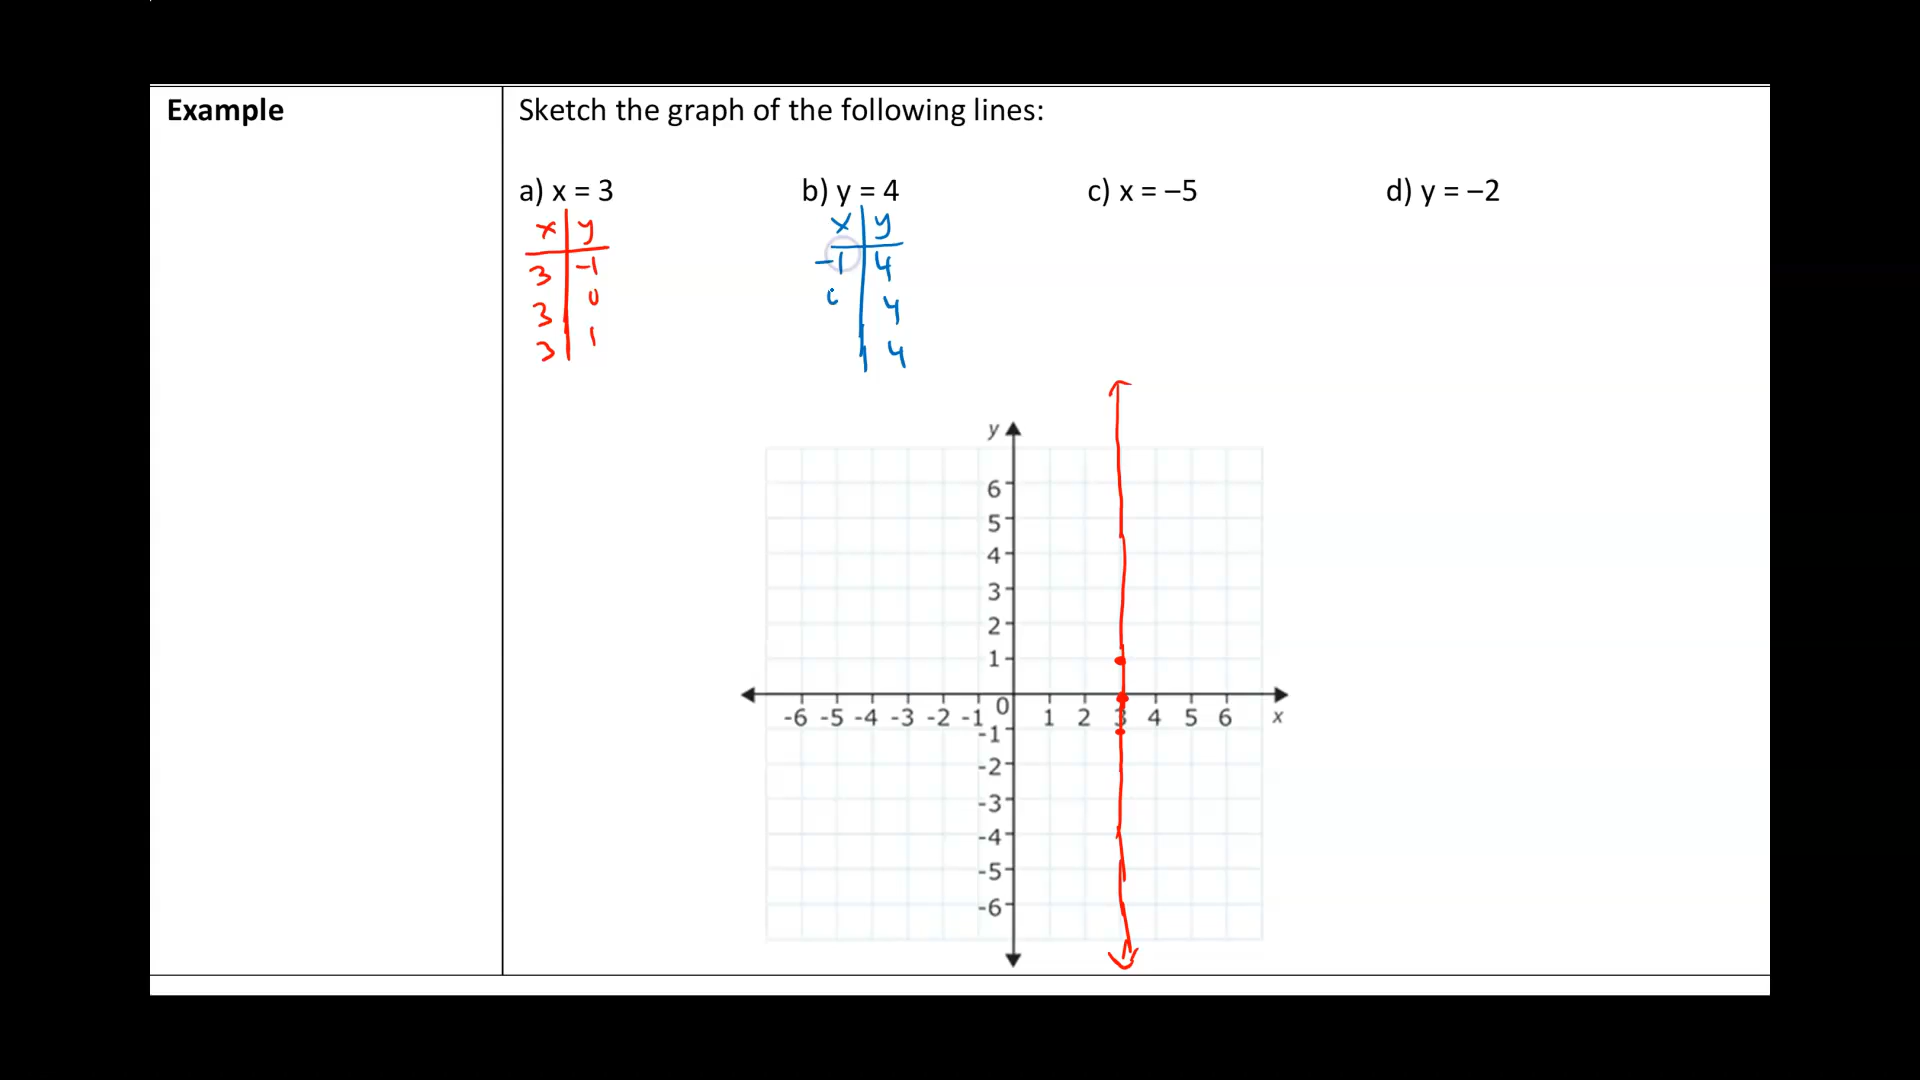 Example
Sketch the graph of the following lines:
a) x = 3
b) y = 4
c) x = –5
d) y = –2
x y
3 -1
3 0
3 1
x y
-1 4
0 4
4
y
6
5
4
3
2
1
-6 -5 -4 -3 -2 -1 0 1 2 3 4 5 6 x
-1
-2
-3
-4
-5
-6